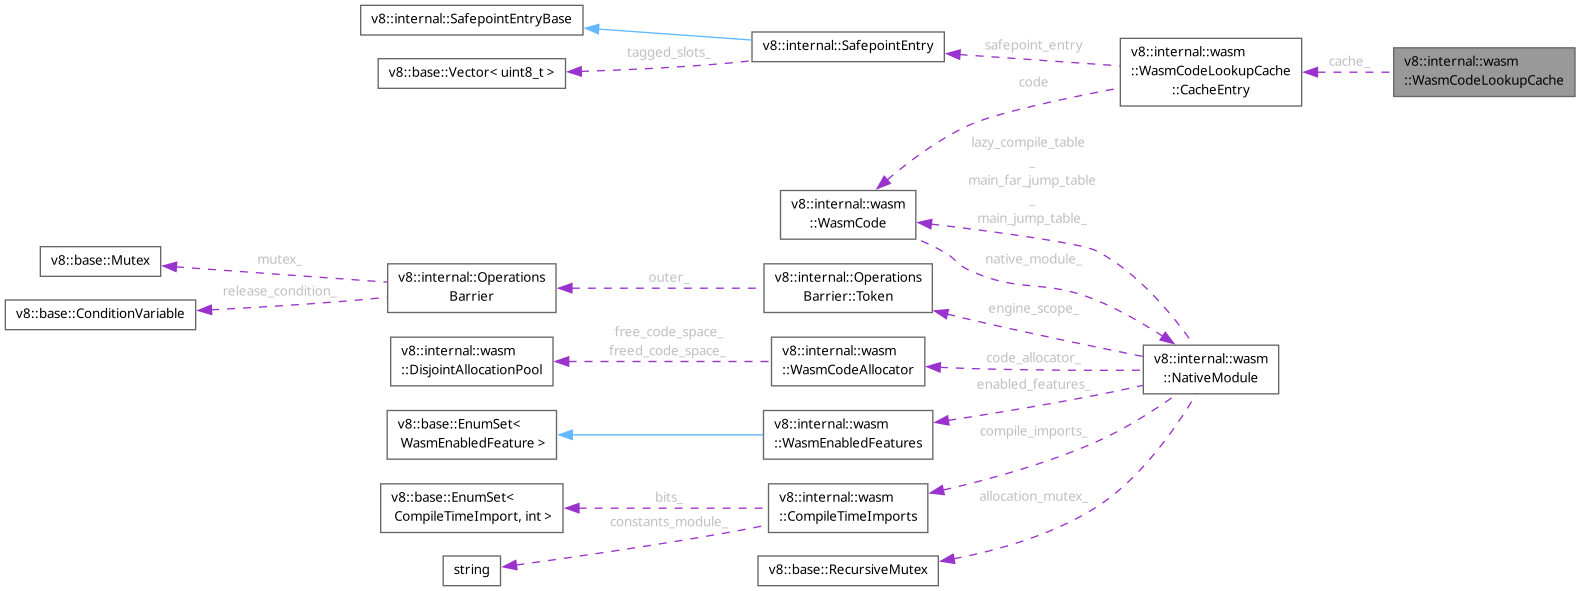 v8::internal::SafepointEntryBase
v8::base::Vector< uint8_t >
tagged_slots_
v8::internal::SafepointEntry
safepoint_entry
code
v8::internal::wasm
::WasmCodeLookupCache
::CacheEntry
cache_
v8::internal::wasm
::WasmCodeLookupCache
lazy_compile_table
_
main_far_jump_table
_
main_jump_table_
v8::internal::wasm
::WasmCode
native_module_
v8::base::Mutex
mutex_
v8::base::ConditionVariable
release_condition_
v8::internal::Operations
Barrier
outer_
v8::internal::Operations
Barrier::Token
engine_scope_
v8::internal::wasm
::DisjointAllocationPool
free_code_space_
freed_code_space_
v8::internal::wasm
::WasmCodeAllocator
code_allocator_
v8::internal::wasm
::NativeModule
enabled_features_
v8::base::EnumSet<
WasmEnabledFeature >
v8::internal::wasm
::WasmEnabledFeatures
compile_imports_
v8::base::EnumSet<
CompileTimeImport, int >
bits_
constants_module_
v8::internal::wasm
::CompileTimeImports
allocation_mutex_
string
v8::base::RecursiveMutex